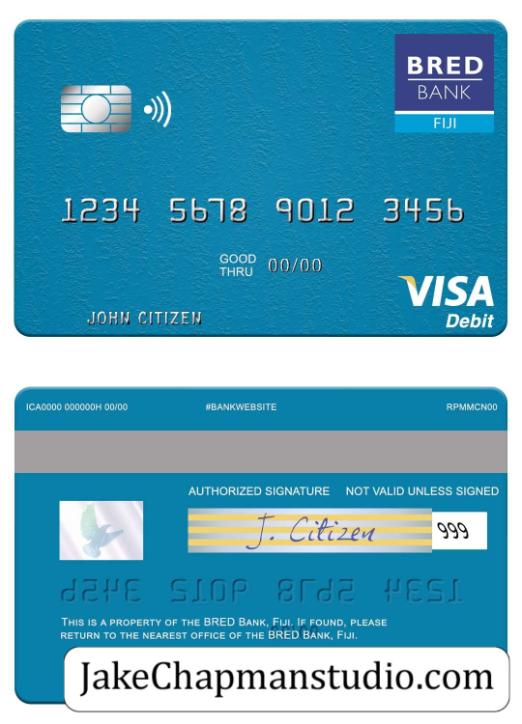 BRED
BANK
FIJI
1234 5678 9012 3456
GOOD
THRU 00/00
VISA
Debit
JOHN CITIZEN
ICA0000 000000H 00/00 #BANKWEBSITE RPMMCN00
AUTHORIZED SIGNATURE NOT VALID UNLESS SIGNED
J. Citizen 999
THIS IS A PROPERTY OF THE BRED BANK, FIJI. IF FOUND, PLEASE
RETURN TO THE NEAREST OFFICE OF THE BRED BANK, FIJI.
JakeChapmanstudio.com